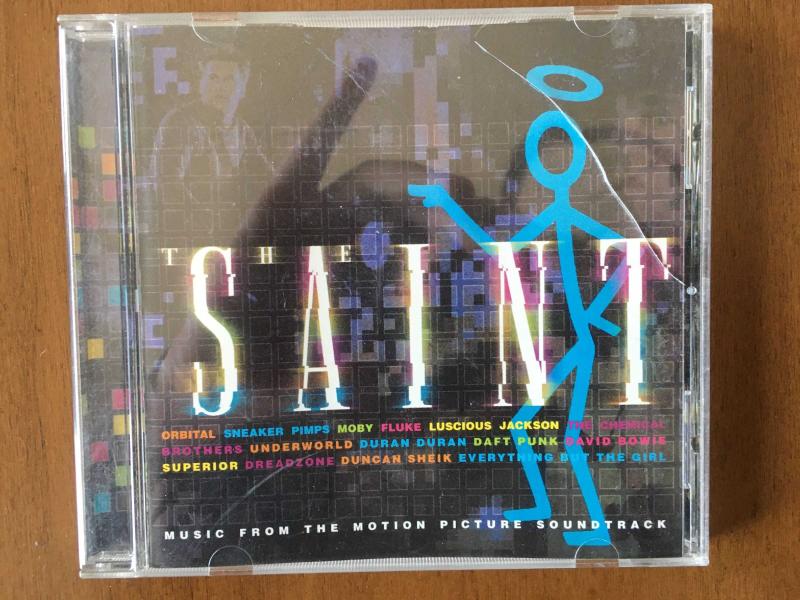 THE
SAINT
ORBITAL SNEAKER PIMPS MOBY FLUKE LUSCIOUS JACKSON THE CHEMICAL
BROTHERS UNDERWORLD DURAN DURAN DAFT PUNK DAVID BOWIE
SUPERIOR DREADZONE DUNCAN SHEIK EVERYTHING BUT THE GIRL
MUSIC FROM THE MOTION PICTURE SOUNDTRACK